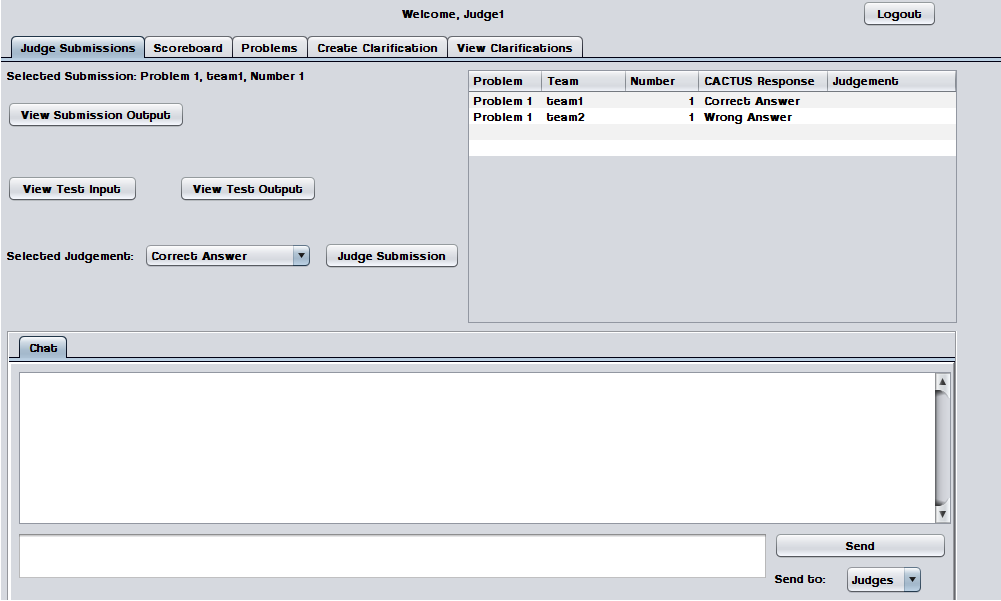 Welcome, Judge1
Logout
Judge Submissions Scoreboard Problems Create Clarification View Clarifications
Selected Submission: Problem 1, team1, Number 1
View Submission Output
View Test Input View Test Output
Selected Judgement: Correct Answer Judge Submission
Problem Team Number CACTUS Response Judgement
Problem 1 team1 1 Correct Answer
Problem 1 team2 1 Wrong Answer
Chat
Send
Send to: Judges